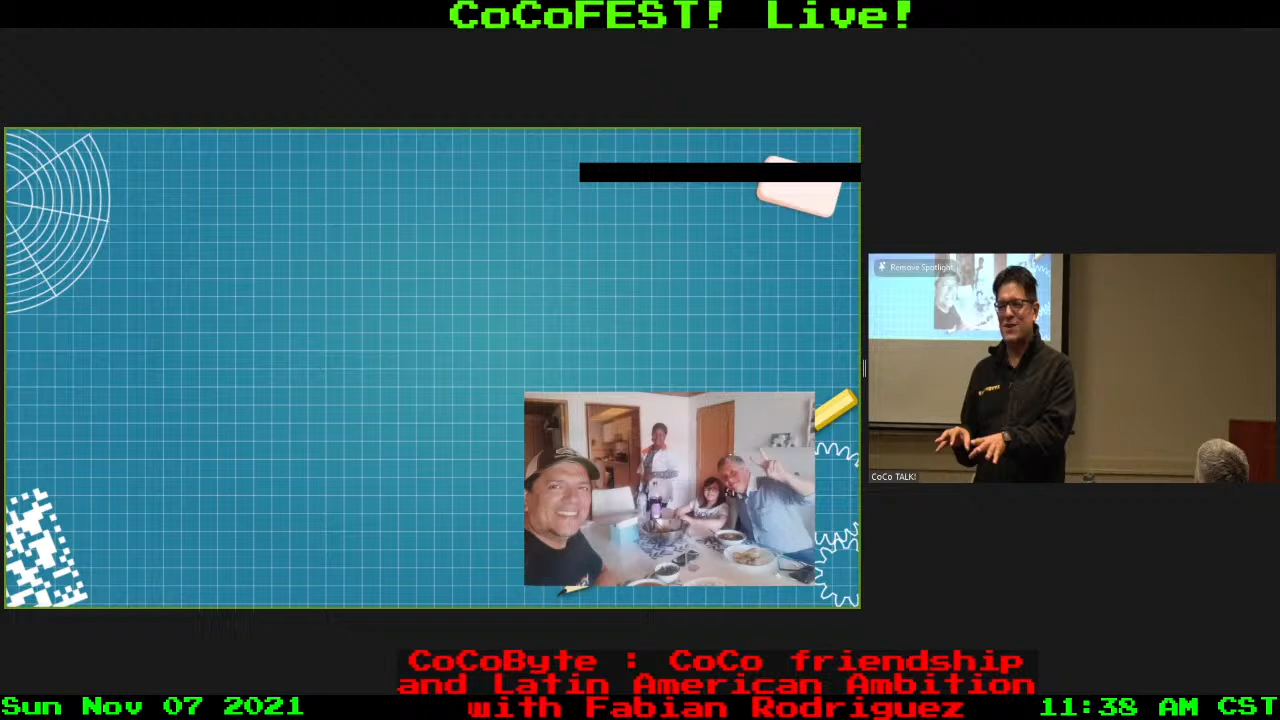 CoCoFEST! Live!
Remove Spotlight
CoCo TALK!
CoCoByte : CoCo friendship
and Latin American Ambition
with Fabian Rodriguez
Sun Nov 07 2021
11:38 AM CST